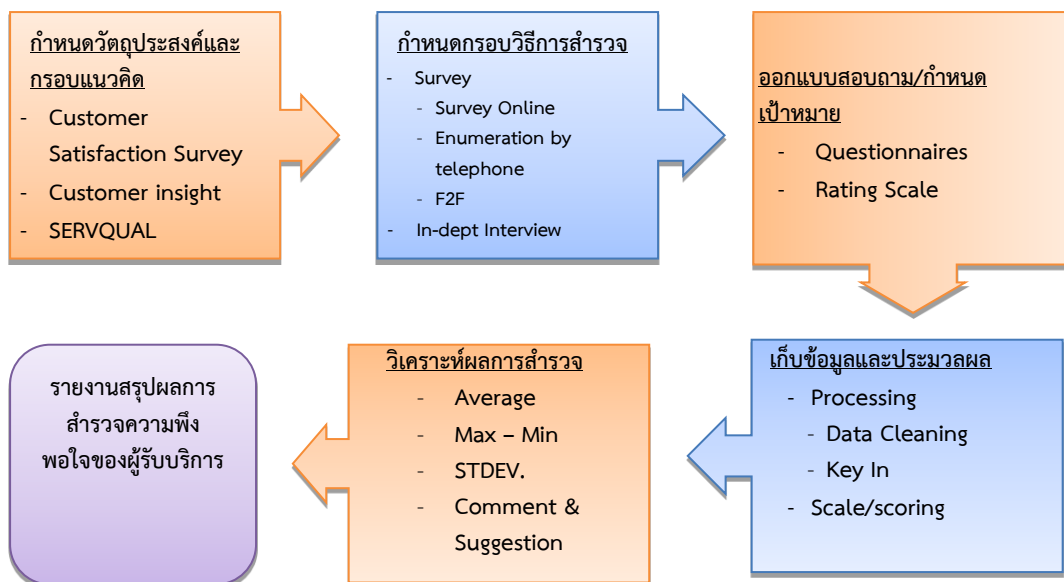 กำหนดวัตถุประสงค์และ
กรอบแนวคิด
- Customer
Satisfaction Survey
- Customer insight
- SERVQUAL
กำหนดกรอบวิธีการสำรวจ
- Survey
- Survey Online
- Enumeration by
telephone
- F2F
- In-dept Interview
ออกแบบสอบถาม/กำหนด
เป้าหมาย
- Questionnaires
- Rating Scale
เก็บข้อมูลและประมวลผล
- Processing
- Data Cleaning
- Key In
- Scale/scoring
วิเคราะห์ผลการสำรวจ
- Average
- Max – Min
- STDEV.
- Comment &
Suggestion
รายงานสรุปผลการ
สำรวจความพึง
พอใจของผู้รับบริการ